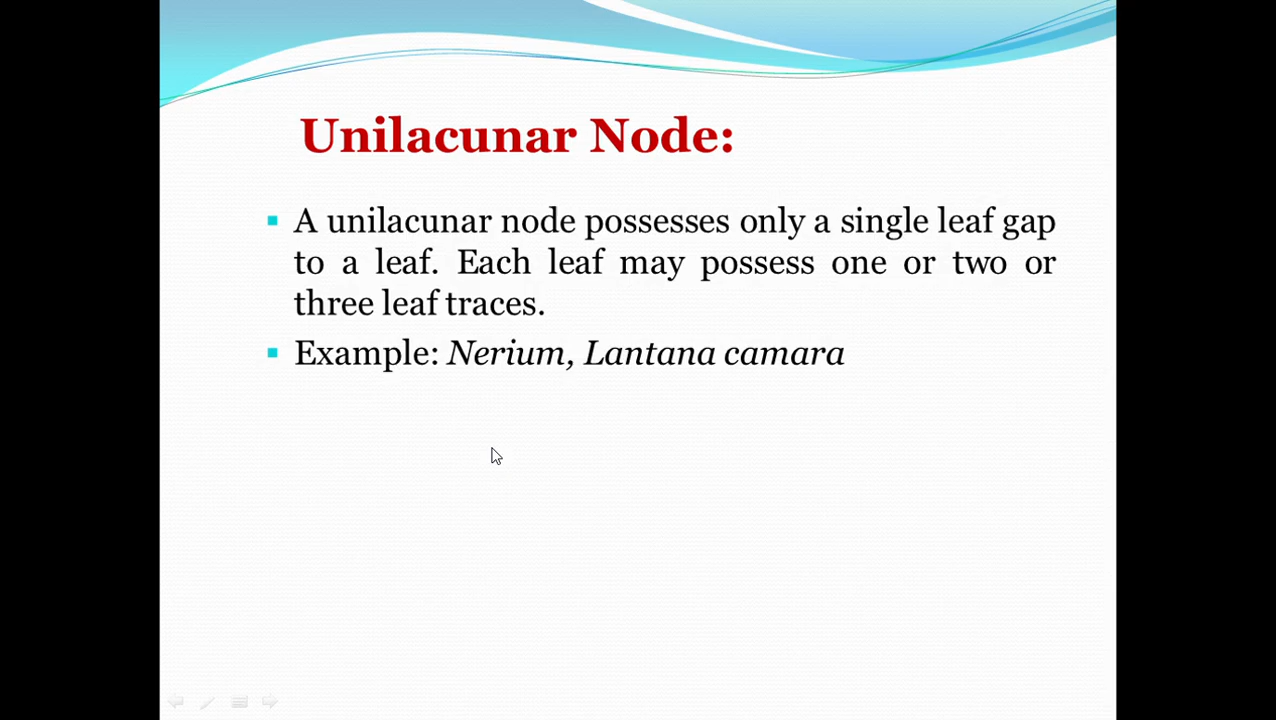 Unilacunar Node:
A unilacunar node possesses only a single leaf gap
to a leaf. Each leaf may possess one or two or
three leaf traces.
Example: Nerium, Lantana camara